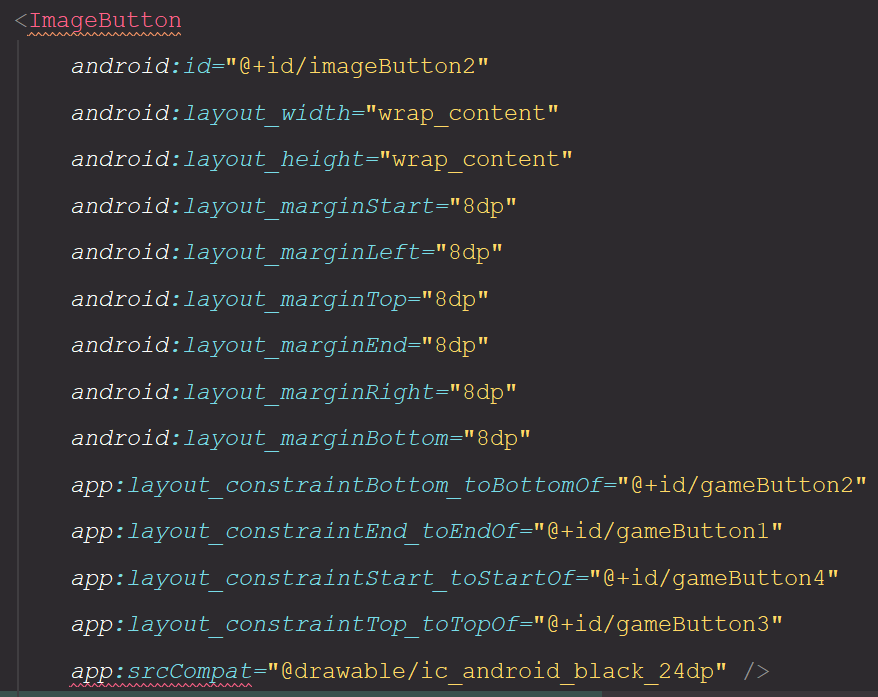 <ImageButton
android:id="@+id/imageButton2"
android:layout_width="wrap_content"
android:layout_height="wrap_content"
android:layout_marginStart="8dp"
android:layout_marginLeft="8dp"
android:layout_marginTop="8dp"
android:layout_marginEnd="8dp"
android:layout_marginRight="8dp"
android:layout_marginBottom="8dp"
app:layout_constraintBottom_toBottomOf="@+id/gameButton2"
app:layout_constraintEnd_toEndOf="@+id/gameButton1"
app:layout_constraintStart_toStartOf="@+id/gameButton4"
app:layout_constraintTop_toTopOf="@+id/gameButton3"
app:srcCompat="@drawable/ic_android_black_24dp" />